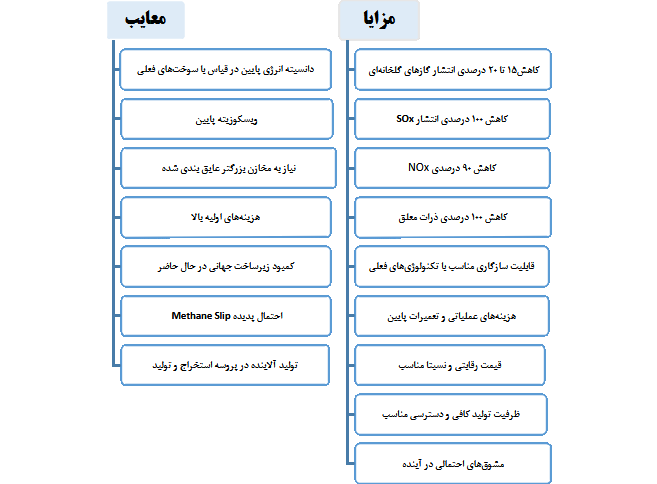 مزایا
کاهش۱۵ تا ۲۰ درصدی انتشار گازهای گلخانه‌ای
کاهش ۱۰۰ درصدی انتشار SOx
کاهش ۹۰ درصدی NOx
کاهش ۱۰۰ درصدی ذرات معلق
قابلیت سازگاری مناسب با تکنولوژی‌های فعلی
هزینه‌های عملیاتی و تعمیرات پایین
قیمت رقابتی و نسبتا مناسب
ظرفیت تولید کافی و دسترسی مناسب
مشوق‌های احتمالی در آینده
معایب
دانسیته انرژی پایین در قیاس با سوخت‌های فعلی
ویسکوزیته پایین
نیاز به مخازن بزرگتر عایق بندی شده
هزینه‌های اولیه بالا
کمبود زیرساخت جهانی در حال حاضر
احتمال پدیده Methane Slip
تولید آلاینده در پروسه استخراج و تولید